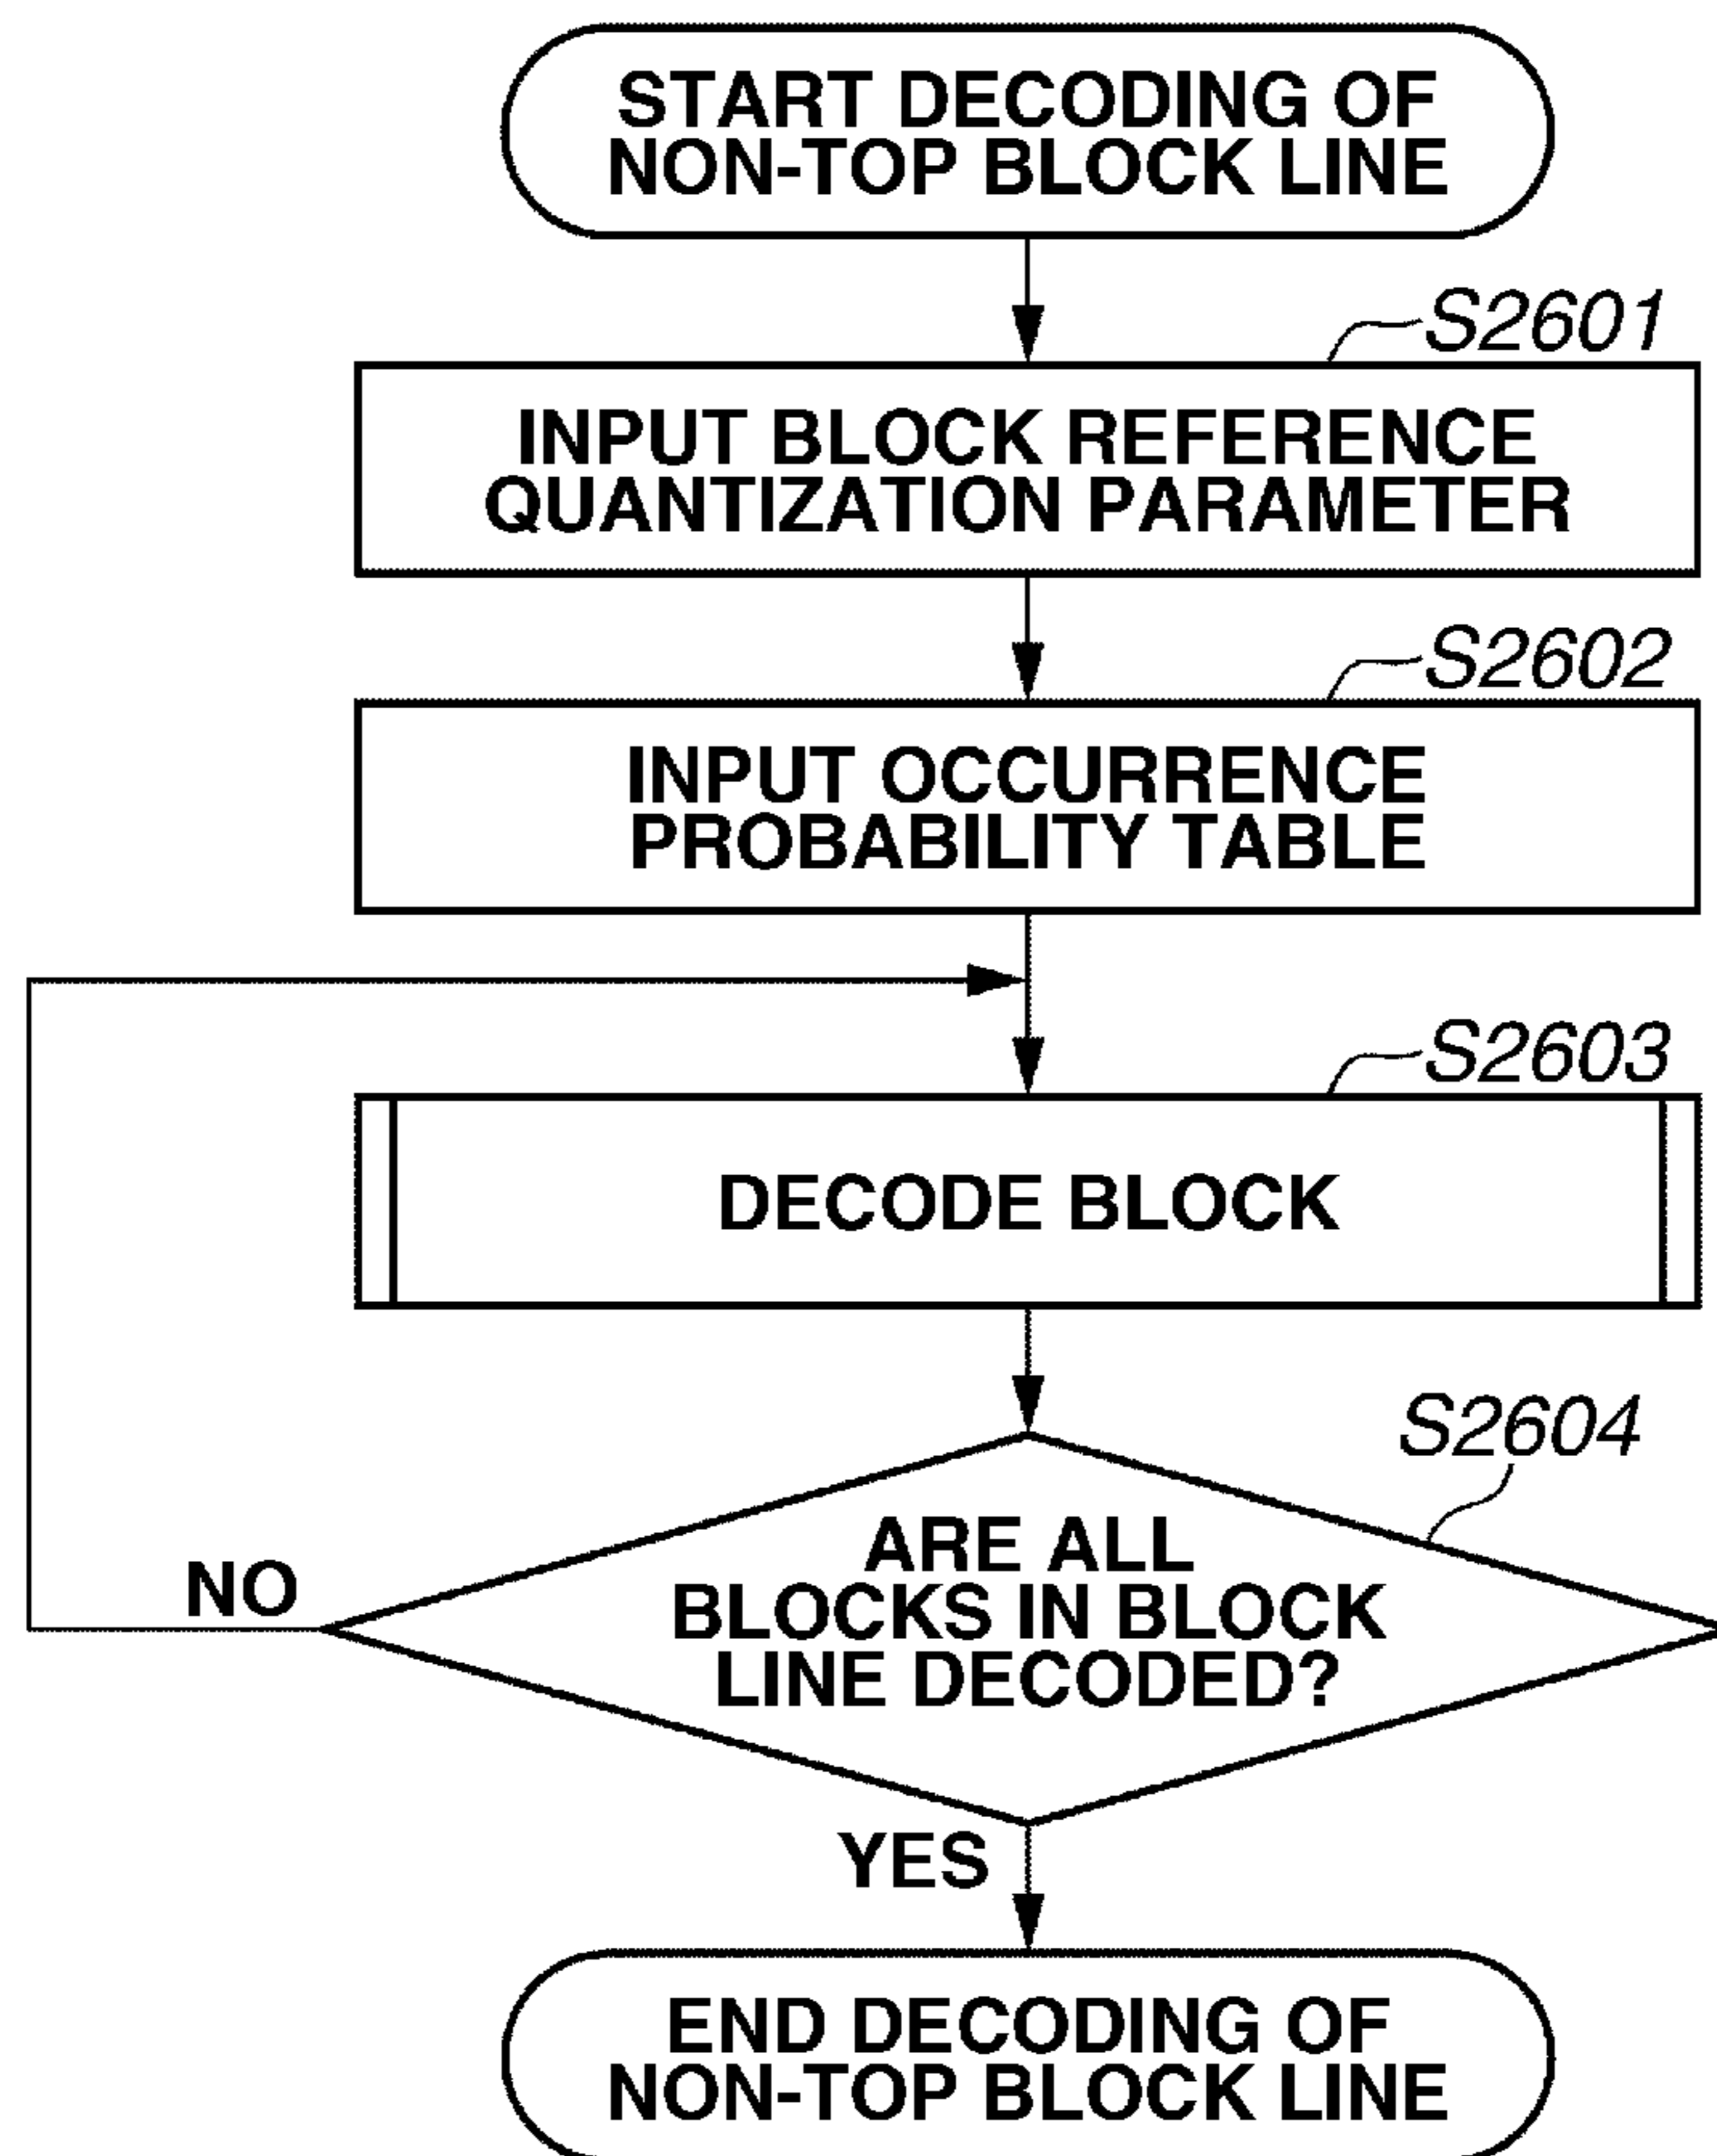 START DECODING OF
NON-TOP BLOCK LINE
S2601
INPUT BLOCK REFERENCE
QUANTIZATION PARAMETER
S2602
INPUT OCCURRENCE
PROBABILITY TABLE
S2603
DECODE BLOCK
S2604
ARE ALL
BLOCKS IN BLOCK
LINE DECODED?
NO
YES
END DECODING OF
NON-TOP BLOCK LINE